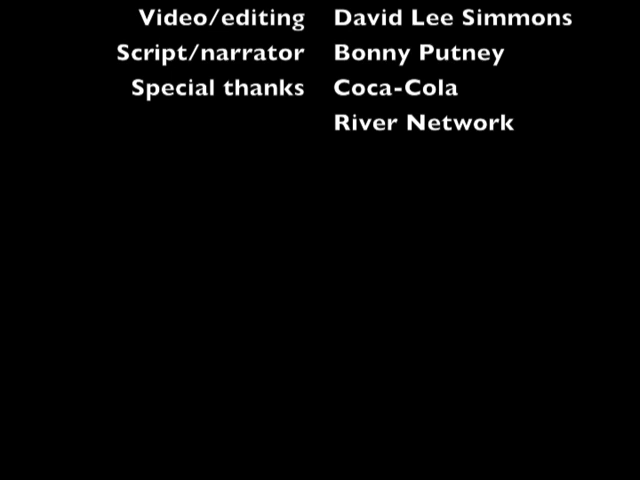 Video/editing David Lee Simmons
Script/narrator Bonny Putney
Special thanks Coca-Cola
River Network